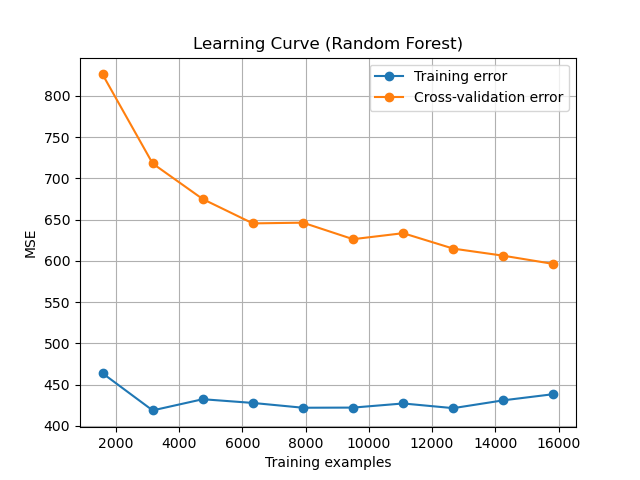 Learning Curve (Random Forest)
Training error
Cross-validation error
MSE
800
750
700
650
600
550
500
450
400
2000 4000 6000 8000 10000 12000 14000 16000
Training examples